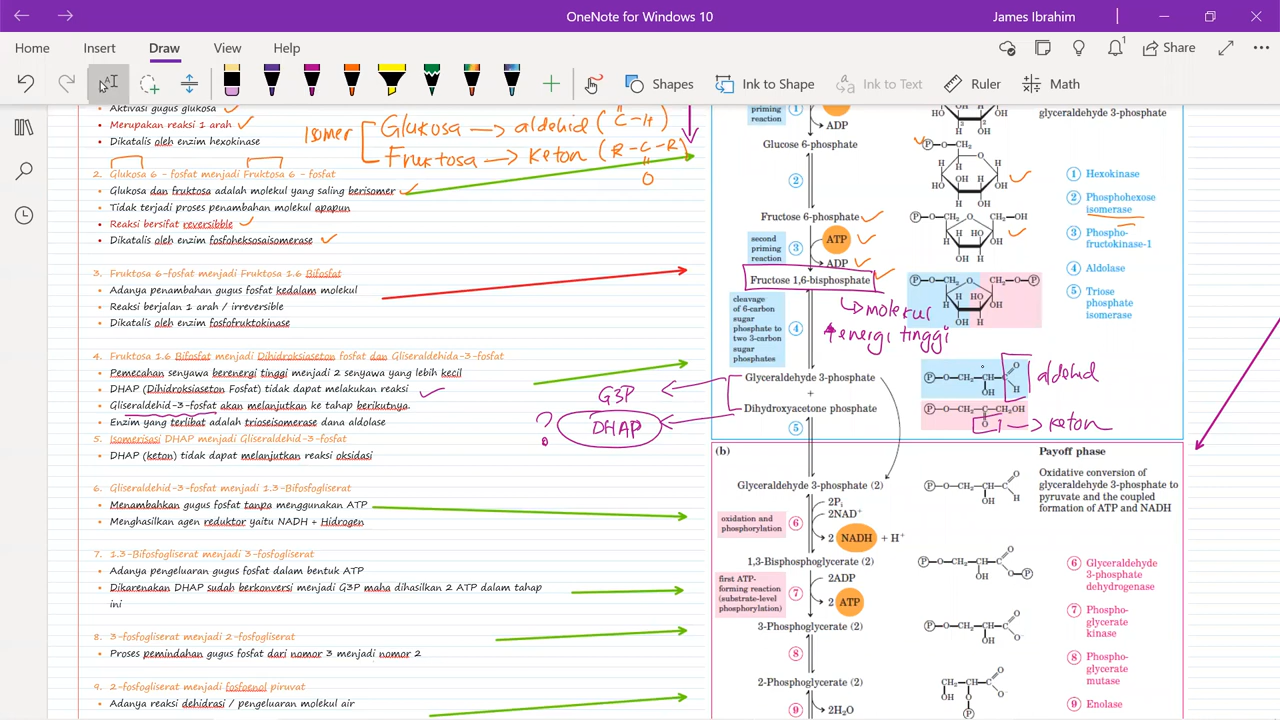 OneNote for Windows 10
James Ibrahim
Home
Insert
Draw
View
Help
Share
Shapes
Ink to Shape
Ink to Text
Ruler
Math
Aktivasi gugus glukosa
Merupakan reaksi 1 arah
Dikatalis oleh enzim hexokinase
Isomer
Glukosa → aldehid (C-H)
Fruktosa → keton (R-C-R)
O
2. Glukosa 6 - fosfat menjadi Fruktosa 6 - fosfat
Glukosa dan fruktosa adalah molekul yang saling berisomer
Tidak terjadi proses penambahan molekul apapun
Reaksi bersifat reversibble
Dikatalis oleh enzim fosfoheksosaisomerase
3. Fruktosa 6-fosfat menjadi Fruktosa 1.6 Bifosfat
Adanya penambahan gugus fosfat kedalam molekul
Reaksi berjalan 1 arah / irreversible
Dikatalis oleh enzim fosfofruktokinase
4. Fruktosa 1.6 Bifosfat menjadi Dihidroksiaseton fosfat dan Gliseraldehida-3-fosfat
Pemecahan senyawa berenergi tinggi menjadi 2 senyawa yang lebih kecil
DHAP (Dihidroksiaseton Fosfat) tidak dapat melakukan reaksi
Gliseraldehid-3-fosfat akan melanjutkan ke tahap berikutnya.
Enzim yang terlibat adalah trioseisomerase dana aldolase
5. Isomerisasi DHAP menjadi Gliseraldehid-3-fosfat
DHAP (keton) tidak dapat melanjutkan reaksi oksidasi
6. Gliseraldehid-3-fosfat menjadi 1.3-Bifosfogliserat
Menambahkan gugus fosfat tanpa menggunakan ATP
Menghasilkan agen reduktor yaitu NADH + Hidrogen
7. 1.3-Bifosfogliserat menjadi 3-fosfogliserat
Adanya pengeluaran gugus fosfat dalam bentuk ATP
Dikarenakan DHAP sudah berkonversi menjadi G3P maha dihasilkan 2 ATP dalam tahap
ini
8. 3-fosfogliserat menjadi 2-fosfogliserat
Proses pemindahan gugus fosfat dari nomor 3 menjadi nomor 2
9. 2-fosfogliserat menjadi fosfoenol piruvat
Adanya reaksi dehidrasi / pengeluaran molekul air
G3P
? DHAP
priming
reaction
1
ADP
Glucose 6-phosphate
2
Fructose 6-phosphate
second
priming
reaction
3
ATP
ADP
Fructose 1,6-bisphosphate
molekul
energi tinggi
cleavage
of 6-carbon
sugar
phosphate to
two 3-carbon
sugar
phosphates
4
Glyceraldehyde 3-phosphate
+
Dihydroxyacetone phosphate
5
aldehid
keton
glyceraldehyde 3-phosphate
1 Hexokinase
2 Phosphohexose
isomerase
3 Phospho-
fructokinase-1
4 Aldolase
5 Triose
phosphate
isomerase
(b)
Payoff phase
Glyceraldehyde 3-phosphate (2)
Oxidative conversion of
glyceraldehyde 3-phosphate to
pyruvate and the coupled
formation of ATP and NADH
oxidation and
phosphorylation
6
2Pi
2NAD+
2 NADH + H+
1,3-Bisphosphoglycerate (2)
first ATP-
forming reaction
(substrate-level
phosphorylation)
7
2ADP
2 ATP
3-Phosphoglycerate (2)
8
2-Phosphoglycerate (2)
9
2H₂O
6 Glyceraldehyde
3-phosphate
dehydrogenase
7 Phospho-
glycerate
kinase
8 Phospho-
glycerate
mutase
9 Enolase